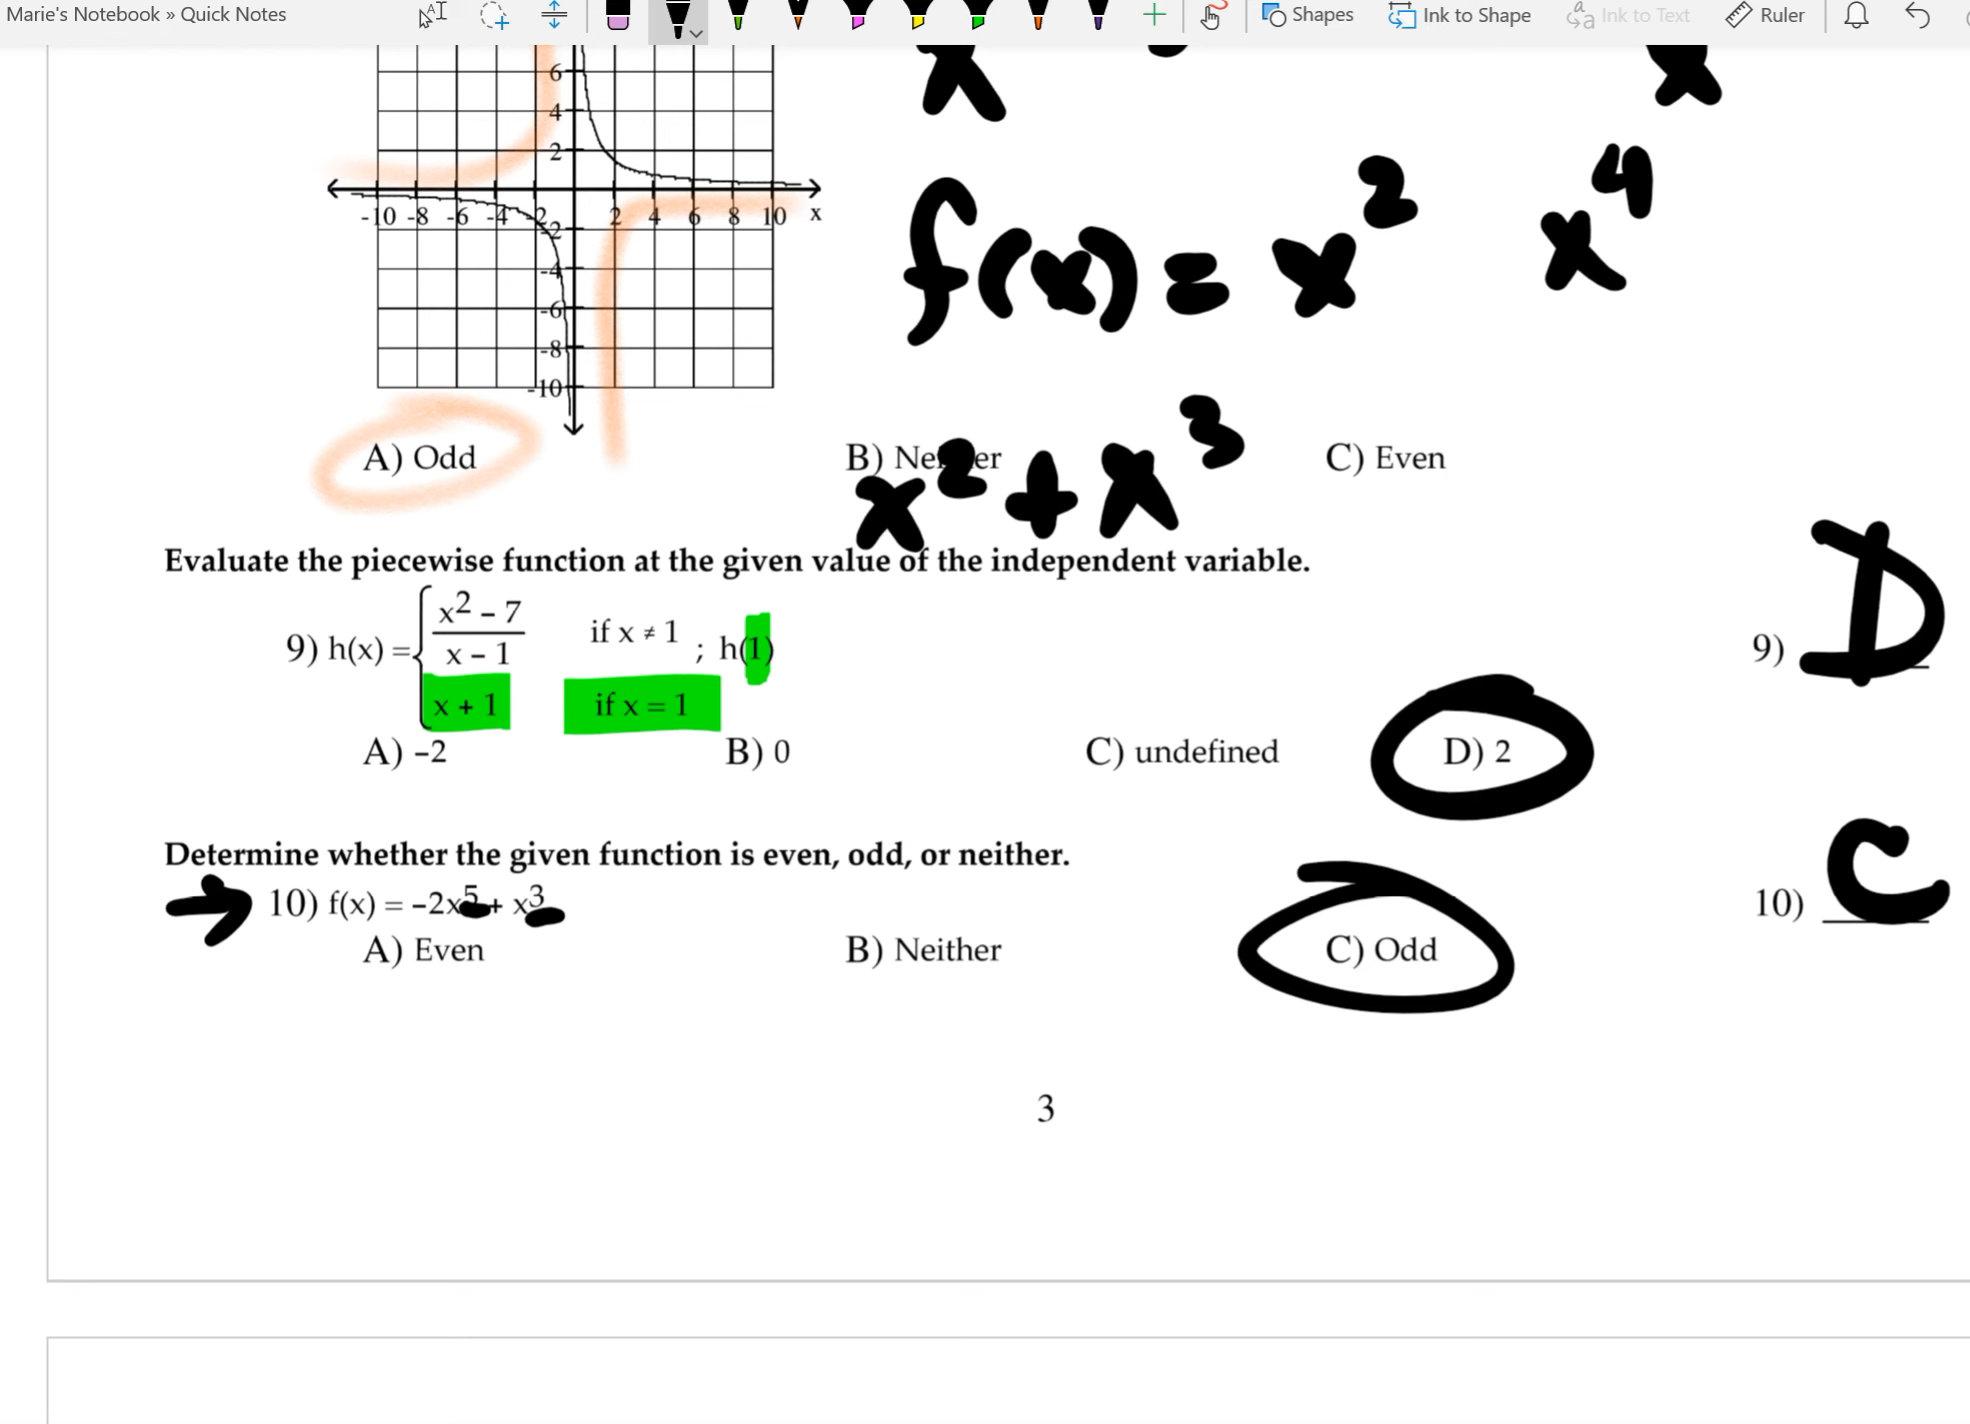 Marie's Notebook » Quick Notes
Shapes Ink to Shape Ink to Text Ruler
x x
6
4
2
-10 -8 -6 -4 -2 2 4 6 8 10 x
-2
-4
-6
-8
-10
f(x) = x² x⁴
A) Odd B) Neither C) Even
x² + x³
Evaluate the piecewise function at the given value of the independent variable.
x² – 7
if x ≠ 1
9) h(x) = x – 1 ; h(1) 9) D
x + 1 if x = 1
A) –2 B) 0 C) undefined D) 2
Determine whether the given function is even, odd, or neither.
10) f(x) = –2x⁵ + x³ 10) C
A) Even B) Neither C) Odd
3